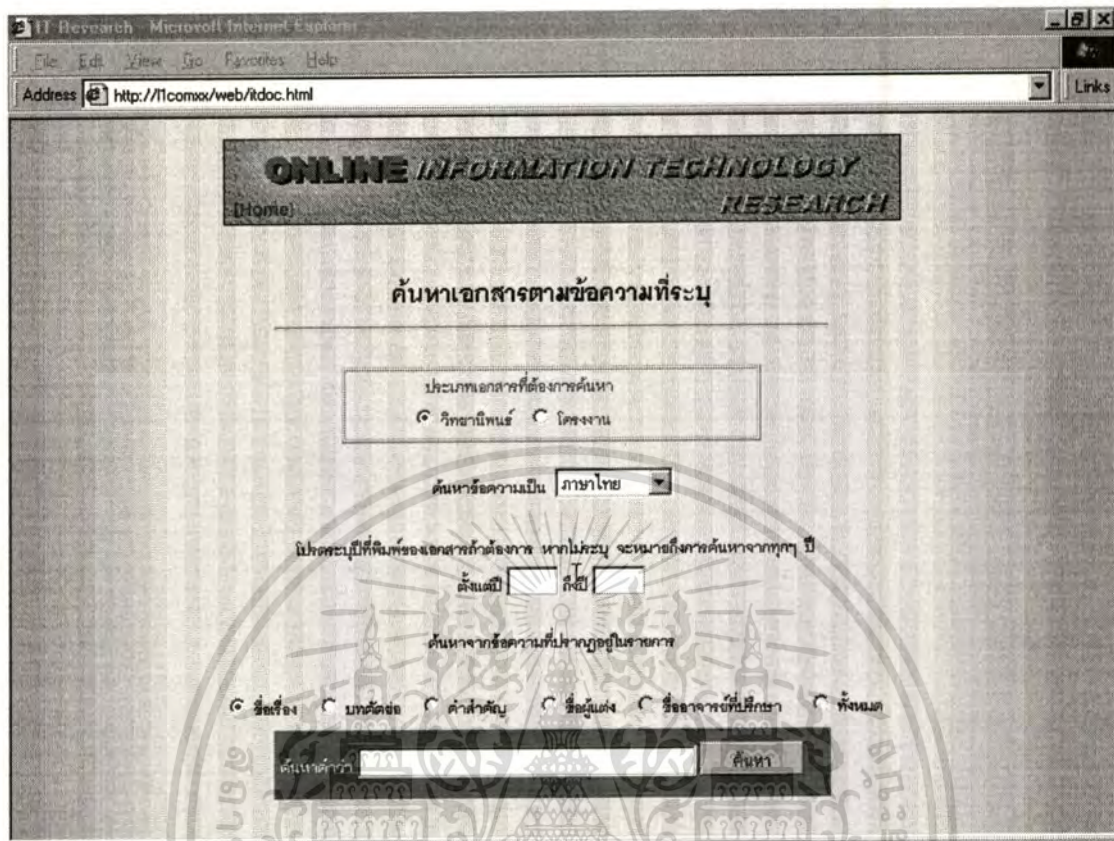 IT Research - Microsoft Internet Explorer
File Edit View Go Favorites Help
Address http://l1comxx/web/itdoc.html Links
ONLINE INFORMATION TECHNOLOGY
RESEARCH
[Home]
ค้นหาเอกสารตามข้อความที่ระบุ
ประเภทเอกสารที่ต้องการค้นหา
วิทยานิพนธ์ โครงงาน
ค้นหาข้อความเป็น ภาษาไทย
โปรดระบุปีที่พิมพ์ของเอกสารถ้าต้องการ หากไม่ระบุ จะหมายถึงการค้นหาจากทุกๆ ปี
ตั้งแต่ปี ถึงปี
ค้นหาจากข้อความที่ปรากฏอยู่ในรายการ
ชื่อเรื่อง บทคัดย่อ คำสำคัญ ชื่อผู้แต่ง ชื่ออาจารย์ที่ปรึกษา ทั้งหมด
ค้นหาคำว่า ค้นหา